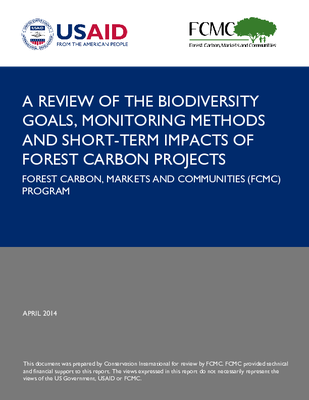 USAID
FROM THE AMERICAN PEOPLE
FCMC
Forest Carbon, Markets and Communities
A REVIEW OF THE BIODIVERSITY
GOALS, MONITORING METHODS
AND SHORT-TERM IMPACTS OF
FOREST CARBON PROJECTS
FOREST CARBON, MARKETS AND COMMUNITIES (FCMC)
PROGRAM
APRIL 2014
This document was prepared by Conservation International for review by FCMC. FCMC provided technical
and financial support to this report. The views expressed in this report do not necessarily represent the
views of the US Government, USAID or FCMC.